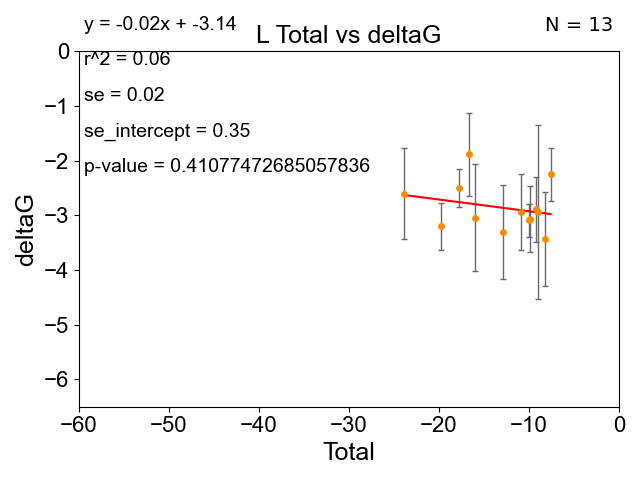 y = -0.02x + -3.14
N = 13
L Total vs deltaG
r^2 = 0.06
se = 0.02
se_intercept = 0.35
p-value = 0.41077472685057836
deltaG
0
−1
−2
−3
−4
−5
−6
−60
−50
−40
−30
−20
−10
0
Total